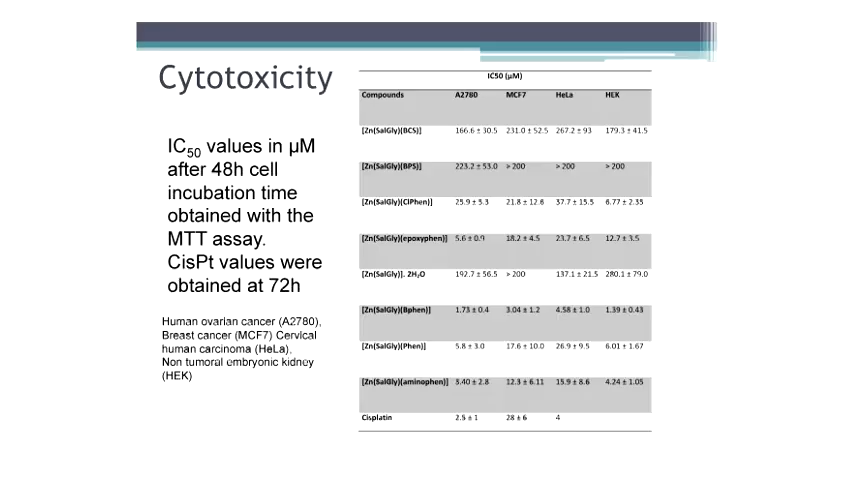 Cytotoxicity
IC50 values in µM
after 48h cell
incubation time
obtained with the
MTT assay.
CisPt values were
obtained at 72h
Human ovarian cancer (A2780),
Breast cancer (MCF7) Cervical
human carcinoma (HeLa),
Non tumoral embryonic kidney
(HEK)
IC50 (µM)
Compounds A2780 MCF7 HeLa HEK
[Zn(SalGly)(BCS)] 166.6 ± 30.5 231.0 ± 52.5 267.2 ± 93 179.3 ± 41.5
[Zn(SalGly)(BPS)] 223.2 ± 53.0 > 200 > 200 > 200
[Zn(SalGly)(ClPhen)] 25.9 ± 5.3 21.8 ± 12.6 37.7 ± 15.5 6.77 ± 2.35
[Zn(SalGly)(epoxyphen)] 5.6 ± 0.9 18.2 ± 4.5 23.7 ± 6.5 12.7 ± 3.5
[Zn(SalGly)]. 2H2O 192.7 ± 56.5 > 200 137.1 ± 21.5 280.1 ± 79.0
[Zn(SalGly)(Bphen)] 1.73 ± 0.4 3.04 ± 1.2 4.58 ± 1.0 1.39 ± 0.43
[Zn(SalGly)(Phen)] 5.8 ± 3.0 17.6 ± 10.0 26.9 ± 9.5 6.01 ± 1.67
[Zn(SalGly)(aminophen)] 3.40 ± 2.8 12.3 ± 6.11 15.9 ± 8.6 4.24 ± 1.05
Cisplatin 2.5 ± 1 28 ± 6 4